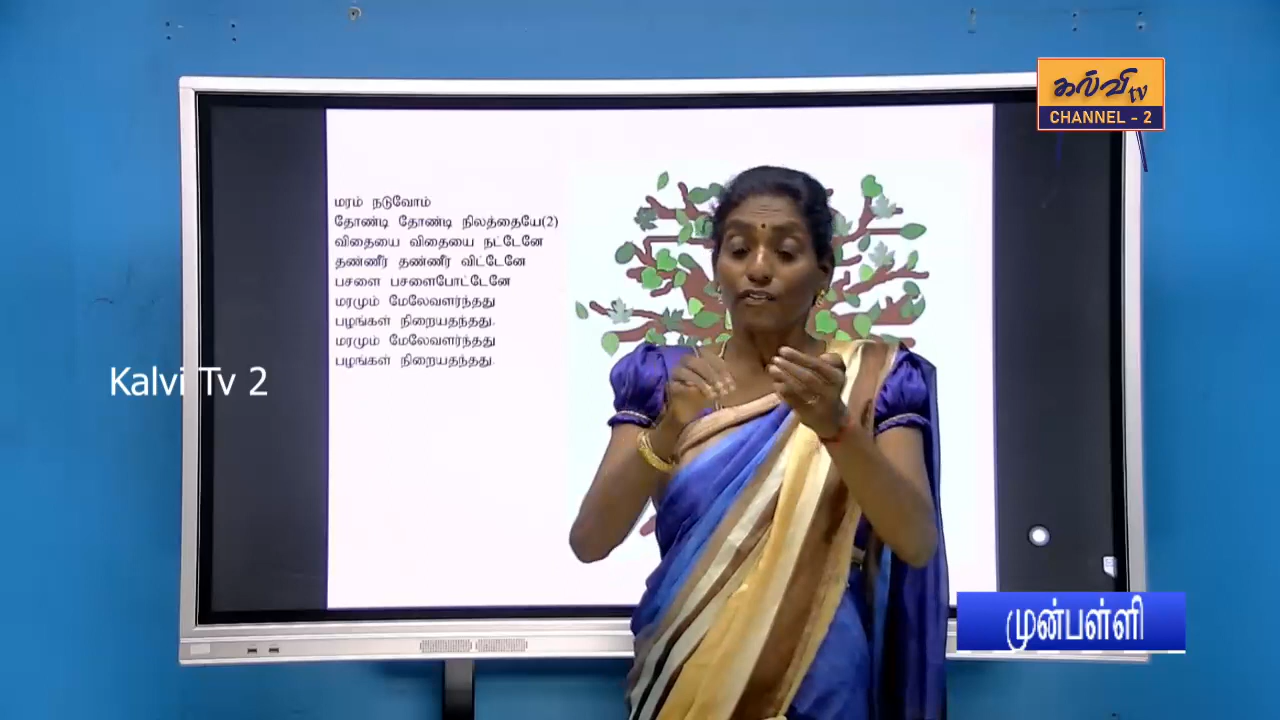 கல்வி tv
CHANNEL - 2
மரம் நடுவோம்
தோண்டி தோண்டி நிலத்தையே(2)
விதையை விதையை நட்டேனே
தண்ணீர் தண்ணீர் விட்டேனே
பசளை பசளைபோட்டேனே
மரமும் மேலேவளர்ந்தது
பழங்கள் நிறையதந்தது.
மரமும் மேலேவளர்ந்தது
பழங்கள் நிறையதந்தது.
Kalvi Tv 2
முன்பள்ளி